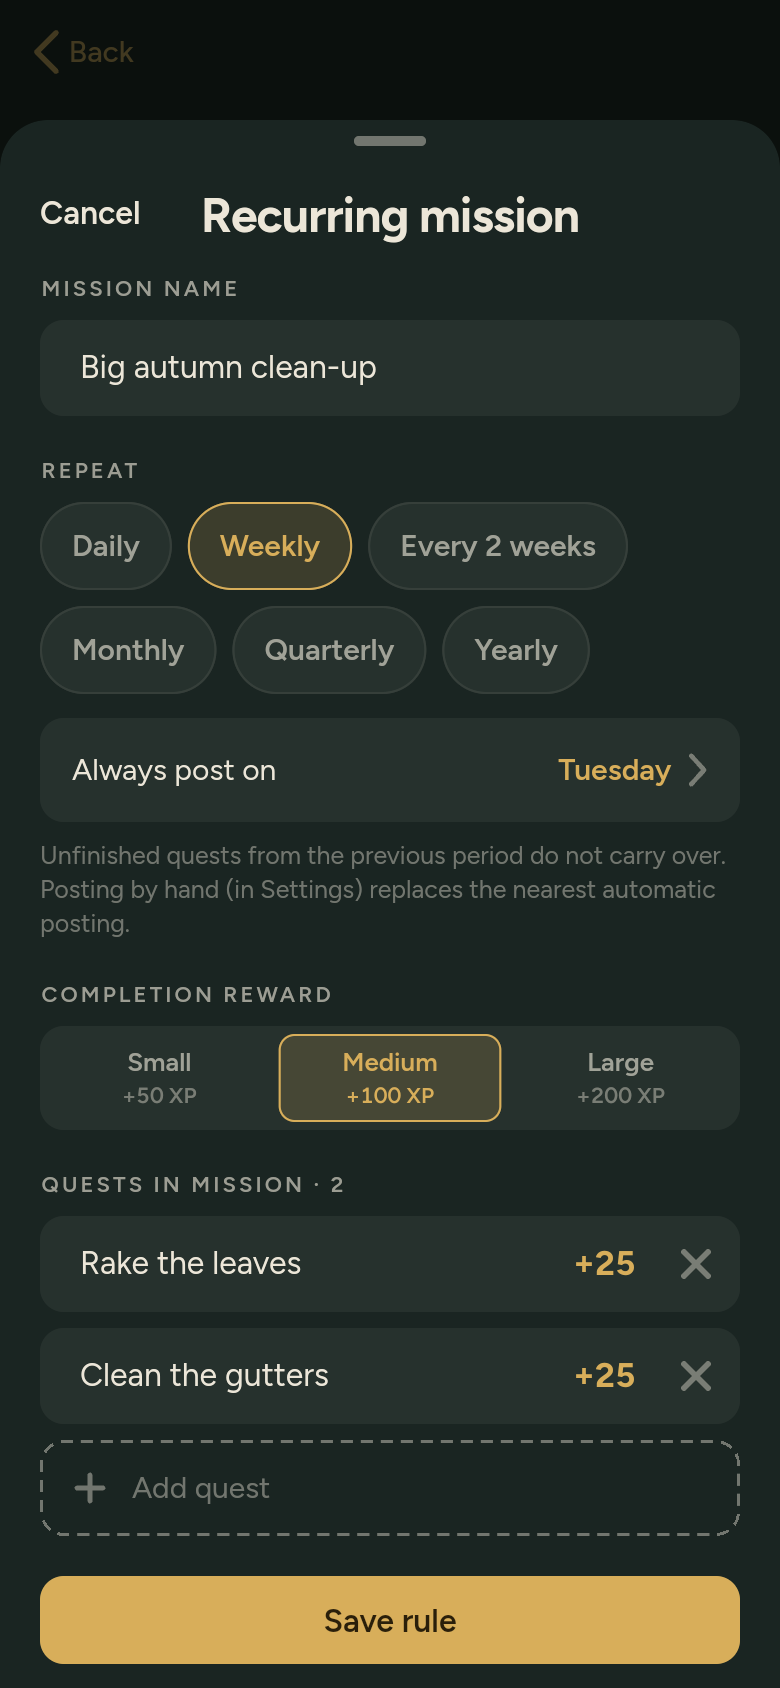 Back
Cancel
Recurring mission
MISSION NAME
Big autumn clean-up
REPEAT
Daily
Weekly
Every 2 weeks
Monthly
Quarterly
Yearly
Always post on
Tuesday
Unfinished quests from the previous period do not carry over.
Posting by hand (in Settings) replaces the nearest automatic
posting.
COMPLETION REWARD
Small
+50 XP
Medium
+100 XP
Large
+200 XP
QUESTS IN MISSION · 2
Rake the leaves
+25
Clean the gutters
+25
Add quest
Save rule